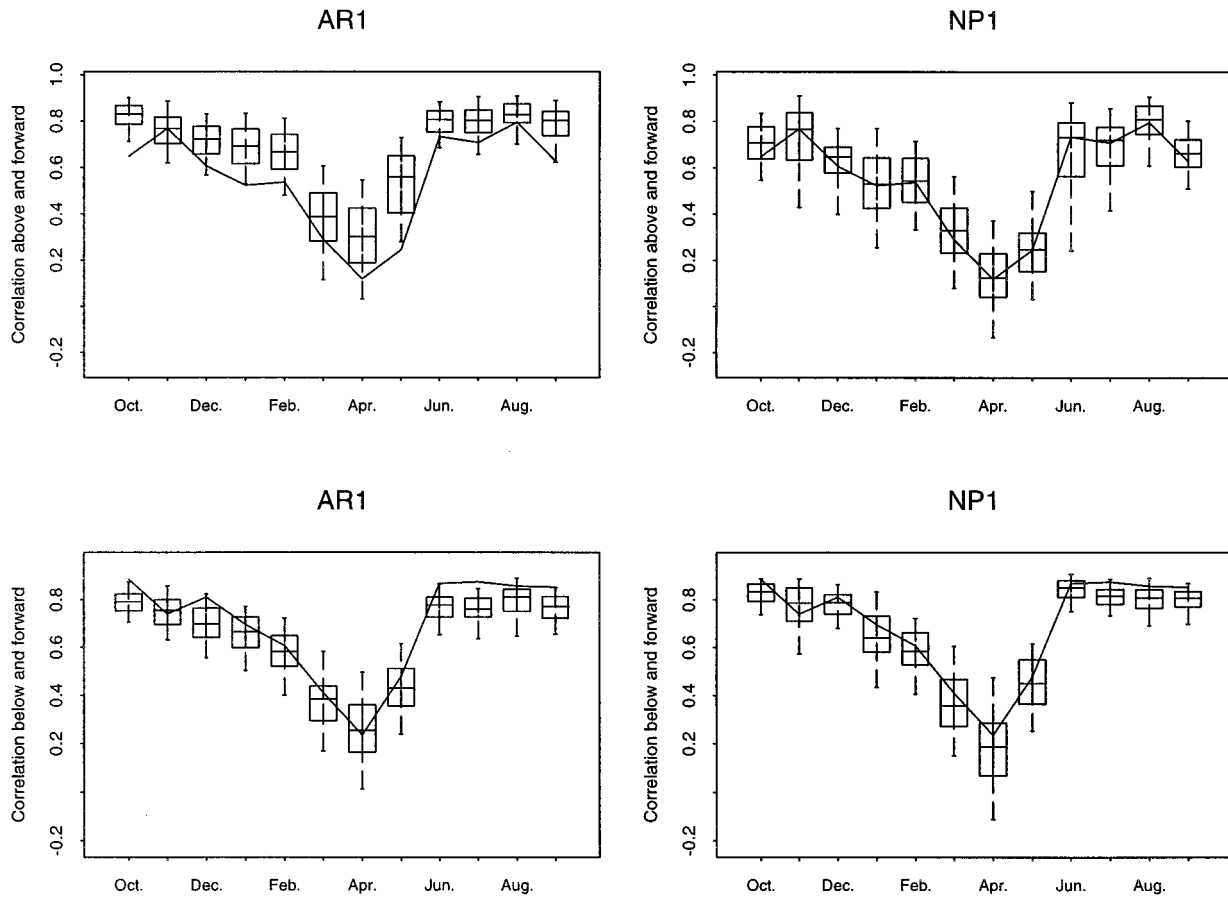 AR1
Correlation above and forward
1.0
0.8
0.6
0.4
0.2
-0.2
Oct. Dec. Feb. Apr. Jun. Aug.
NP1
Correlation above and forward
1.0
0.8
0.6
0.4
0.2
-0.2
Oct. Dec. Feb. Apr. Jun. Aug.
AR1
Correlation below and forward
0.8
0.6
0.4
0.2
-0.2
Oct. Dec. Feb. Apr. Jun. Aug.
NP1
Correlation below and forward
0.8
0.6
0.4
0.2
-0.2
Oct. Dec. Feb. Apr. Jun. Aug.